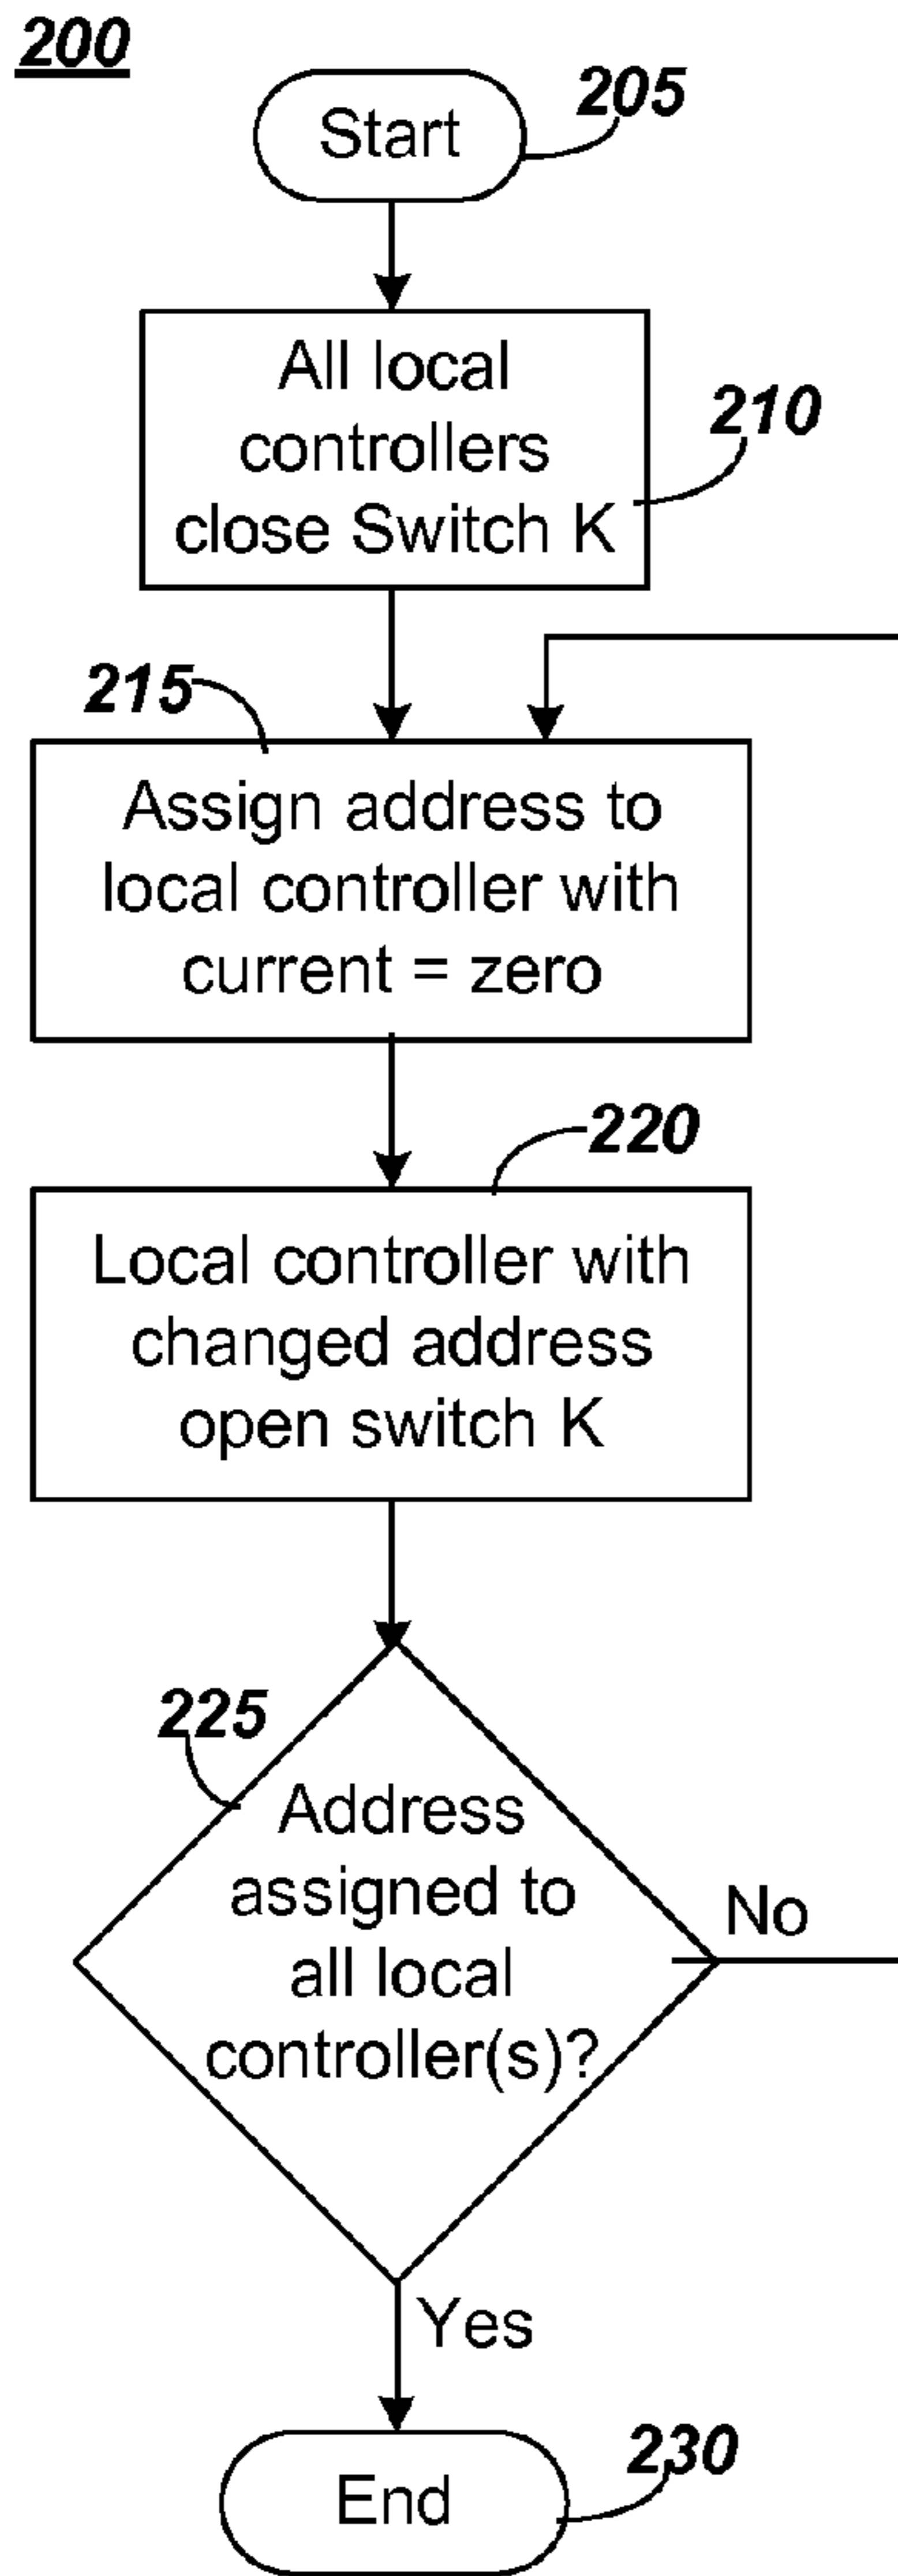 200
Start
205
All local
controllers
close Switch K
210
215
Assign address to
local controller with
current = zero
220
Local controller with
changed address
open switch K
225
Address
assigned to
all local
controller(s)?
No
Yes
End
230